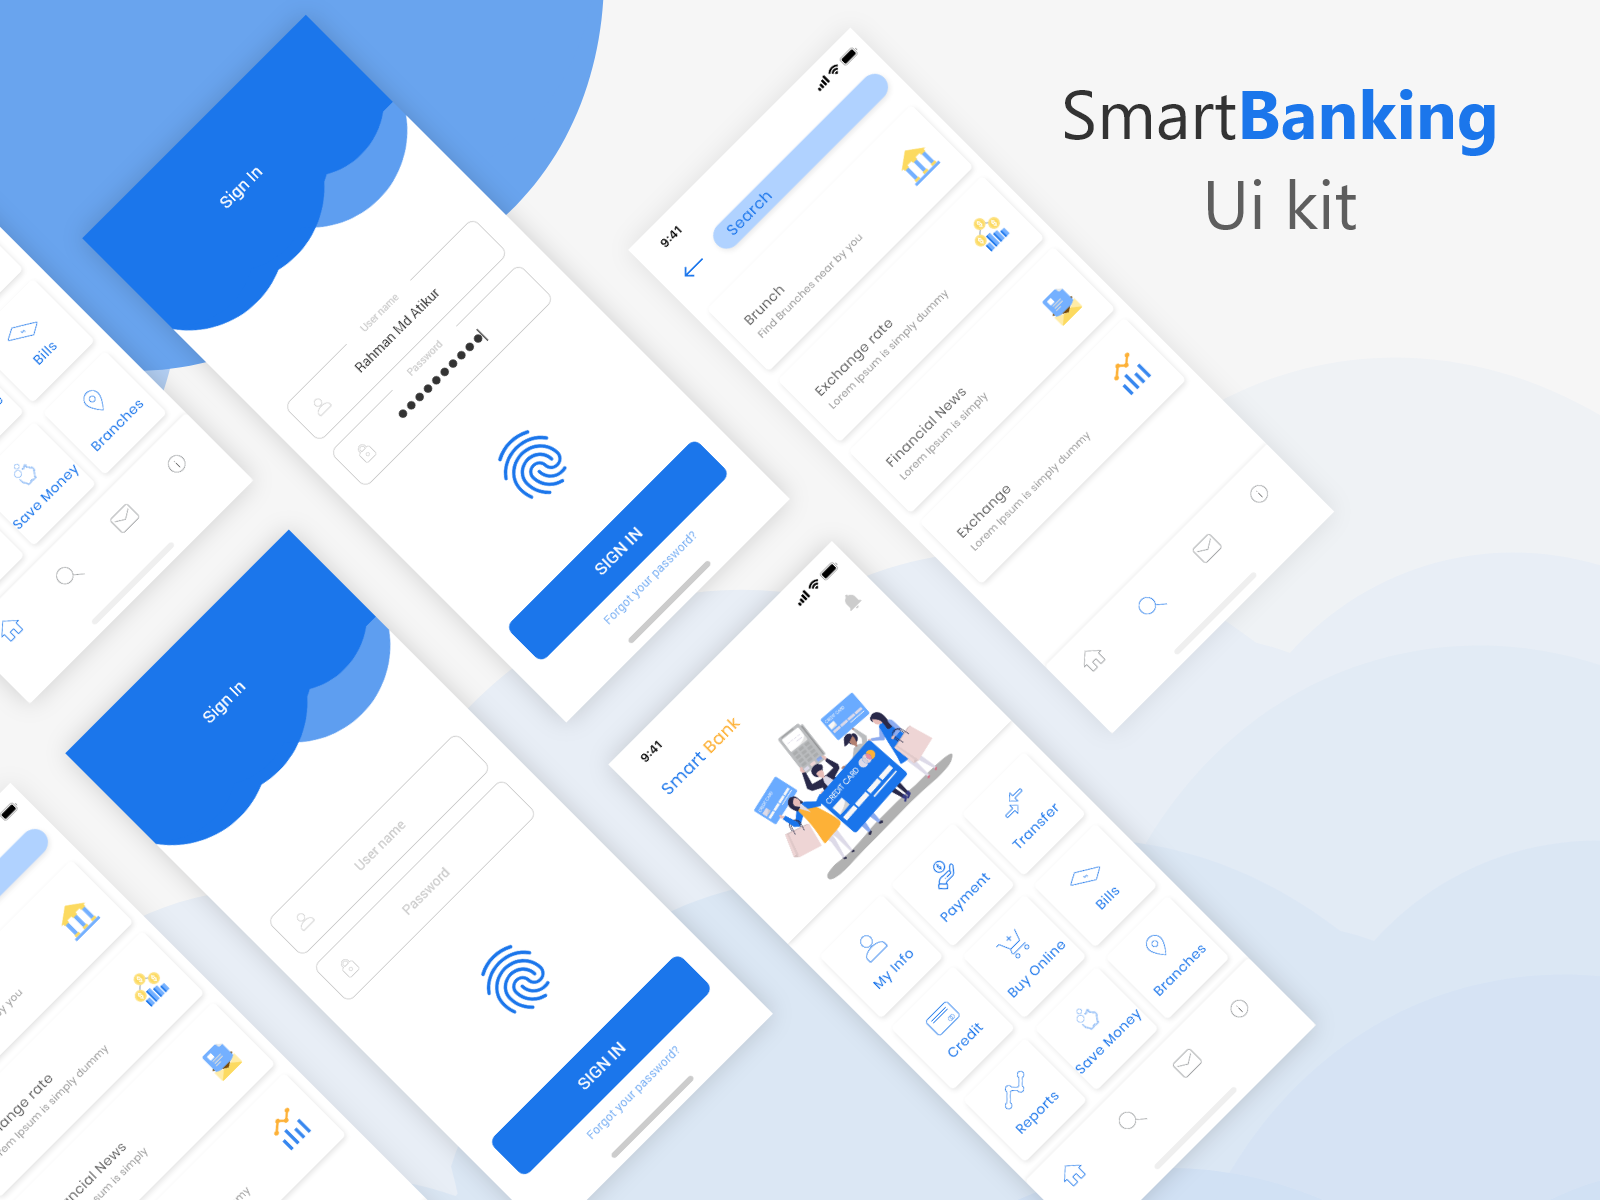 SmartBanking
Ui kit
Sign In
User name
Rahman Md Atikur
Password
SIGN IN
Forgot your password?
9:41
Search
Brunch
Find Brunches near by you
Exchange rate
Lorem Ipsum is simply dummy
Financial News
Lorem Ipsum is simply
Exchange
Lorem Ipsum is simply dummy
Bills
Branches
Save Money
Sign In
User name
Password
SIGN IN
Forgot your password?
9:41
Smart Bank
CREDIT CARD
Transfer
Payment
Bills
My Info
Buy Online
Branches
Credit
Save Money
Reports
by you
ange rate
em Ipsum is simply dummy
ncial News
m Ipsum is simply
my